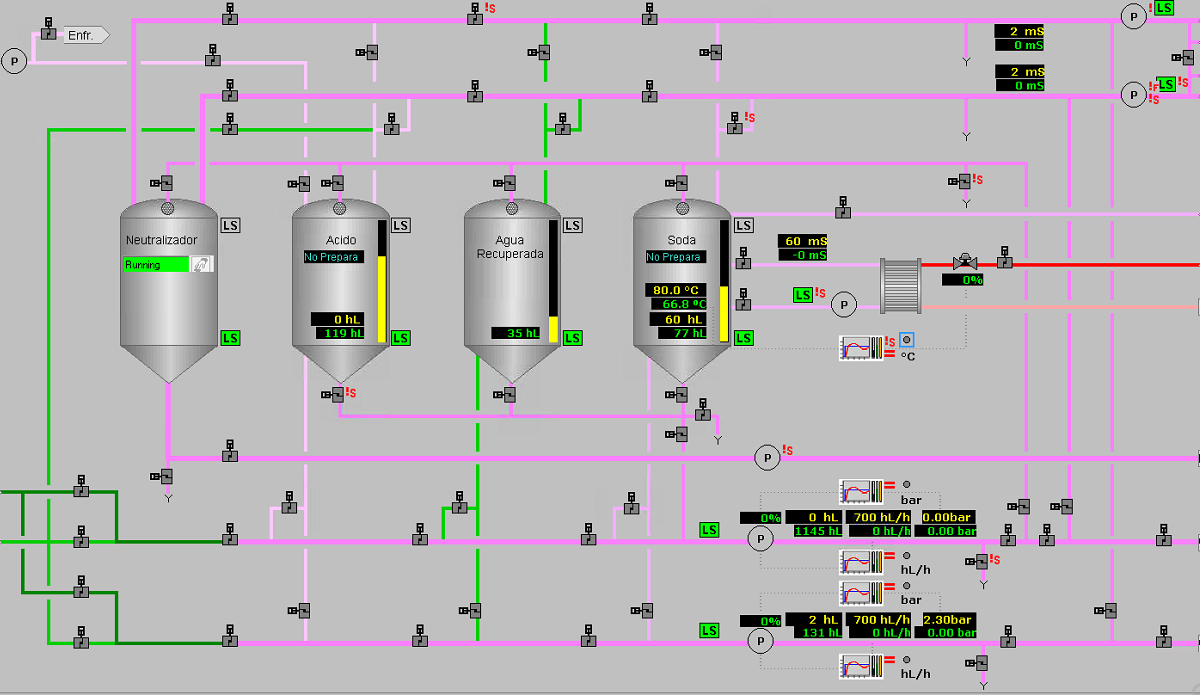 !S
P
LS
Enfr.
2 mS
0 mS
P
2 mS
0 mS
P
!F
!S
LS
!S
!S
!S
LS
LS
LS
LS
Neutralizador
Running
Acido
No Prepara
0 hL
119 hL
Agua
Recuperada
35 hL
Soda
No Prepara
80.0 ºC
66.8 ºC
60 hL
77 hL
60 mS
-0 mS
0%
LS
!S
P
LS
LS
LS
LS
!S
°C
!S
P
!S
bar
LS
0%
0 hL
700 hL/h
0.00bar
1145 hL
0 hL/h
0.00 bar
P
!S
hL/h
bar
LS
0%
2 hL
700 hL/h
2.30bar
131 hL
0 hL/h
0.00 bar
P
hL/h